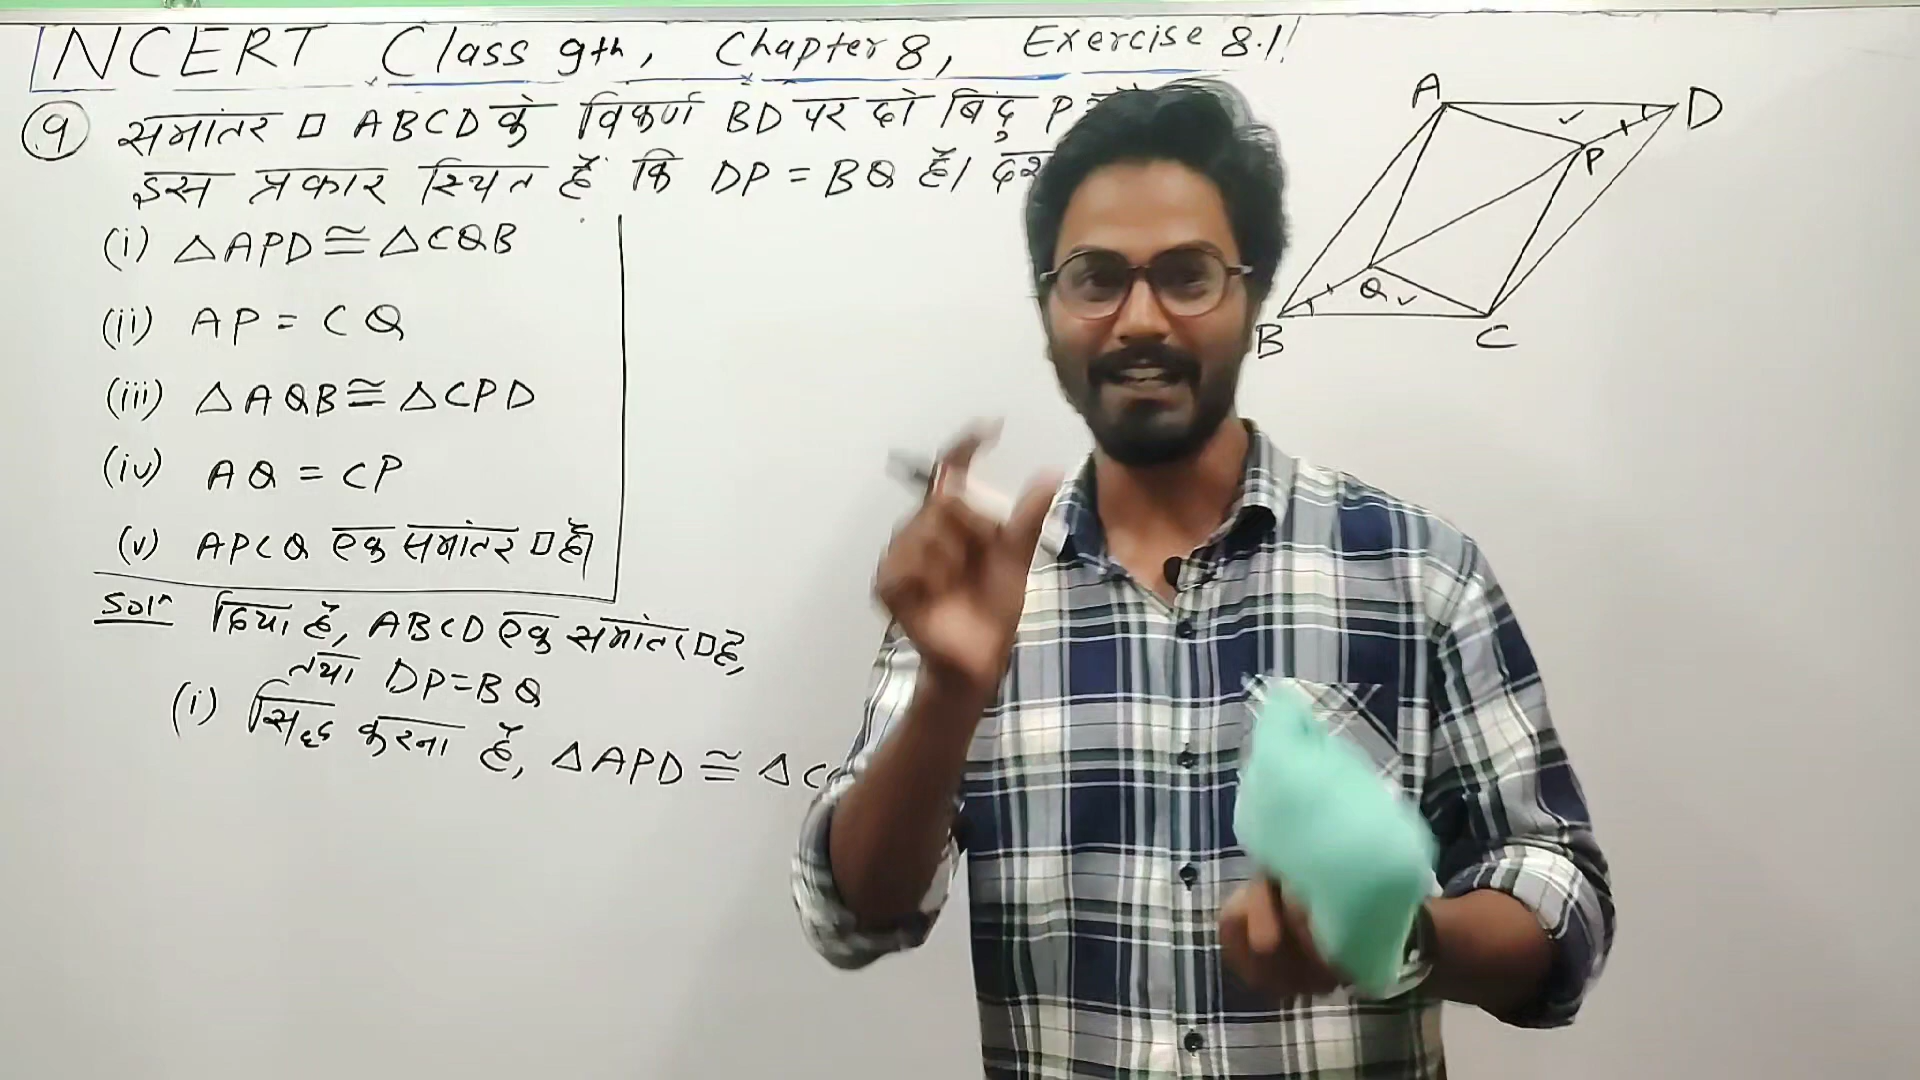 NCERT Class 9th, Chapter 8, Exercise 8.1!
9 समांतर □ ABCD के विकर्ण BD पर दो बिंदु P
इस प्रकार स्थित हैं कि DP = BQ है।
(i) △APD ≅ △CQB
(ii) AP = CQ
(iii) △AQB ≅ △CPD
(iv) AQ = CP
(v) APCQ एक समांतर □ है।
Solⁿ दिया है, ABCD एक समांतर □ है,
तथा DP=BQ
(i) सिद्ध करना है, △APD ≅ △C
A
D
P
Q
B
C